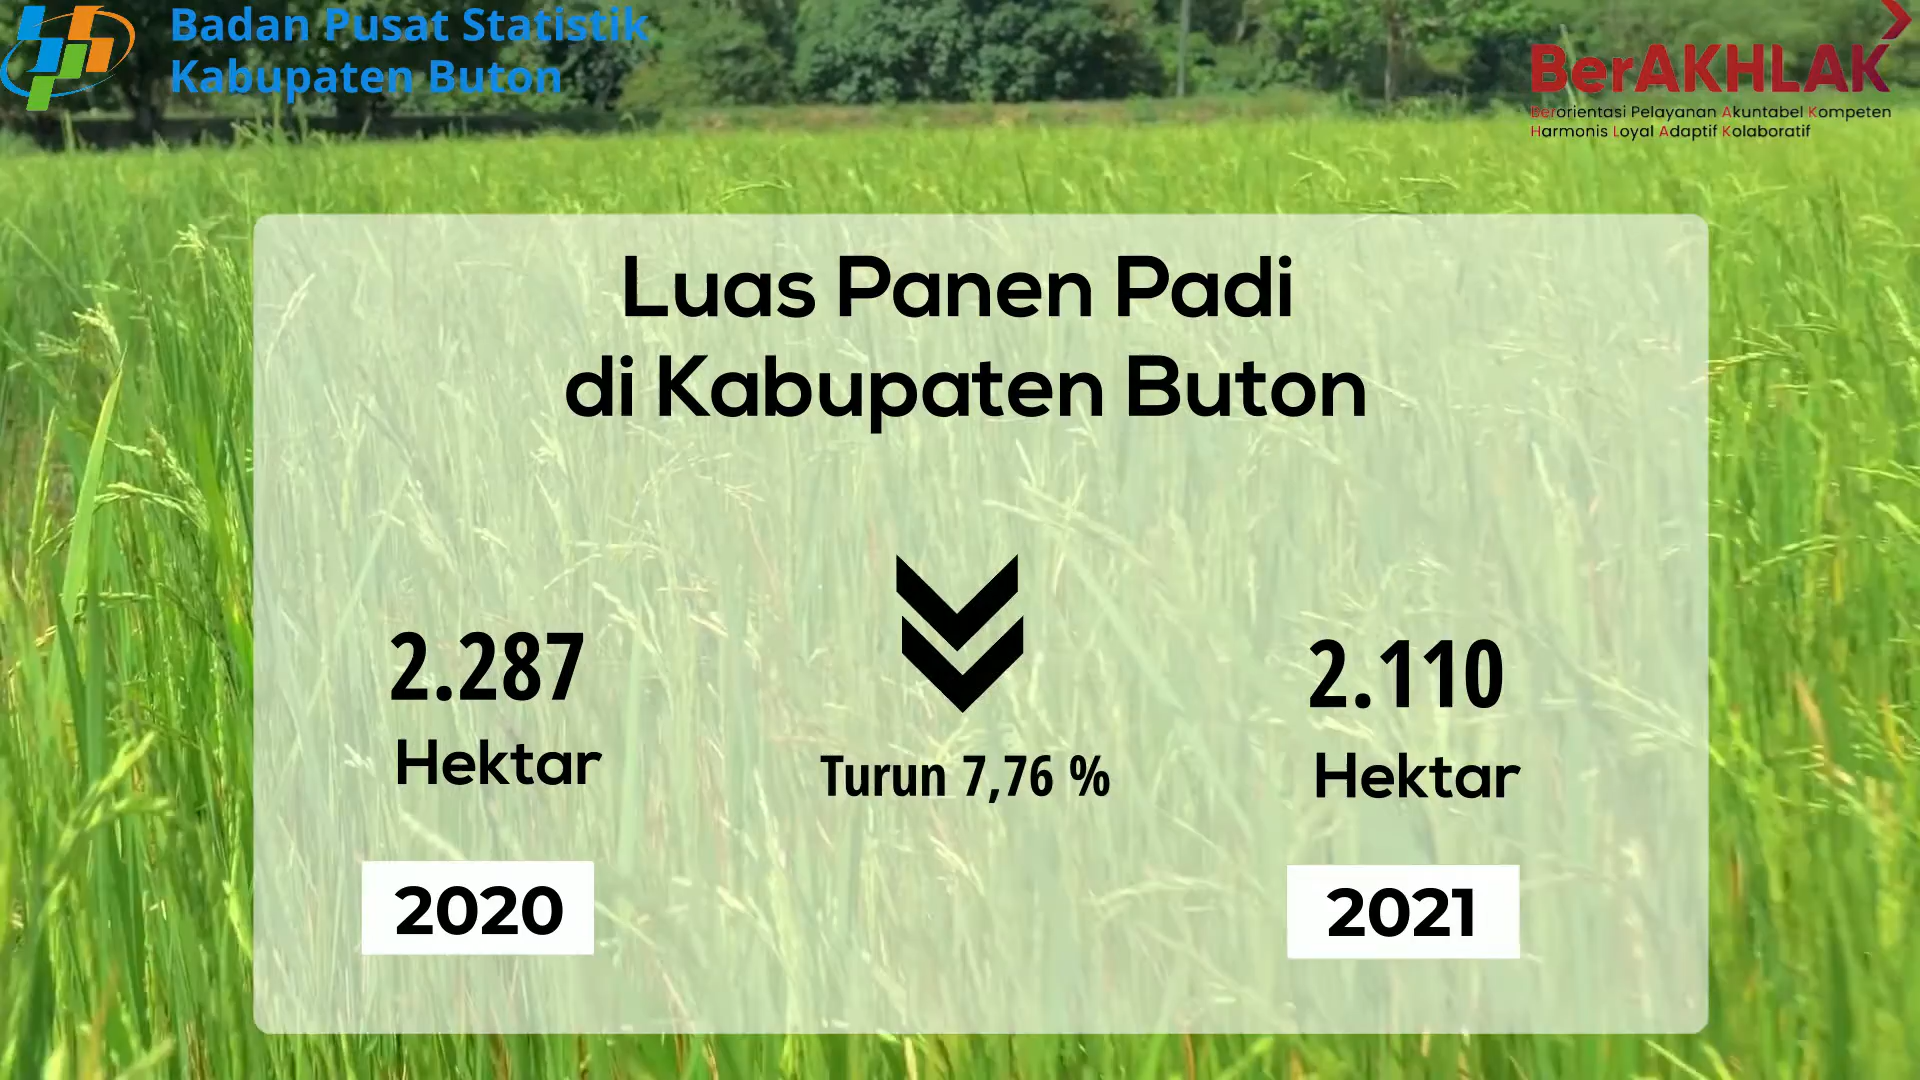 Badan Pusat Statistik
Kabupaten Buton
BerAKHLAK
Berorientasi Pelayanan Akuntabel Kompeten
Harmonis Loyal Adaptif Kolaboratif
Luas Panen Padi
di Kabupaten Buton
2.287
Hektar
2020
Turun 7,76 %
2.110
Hektar
2021